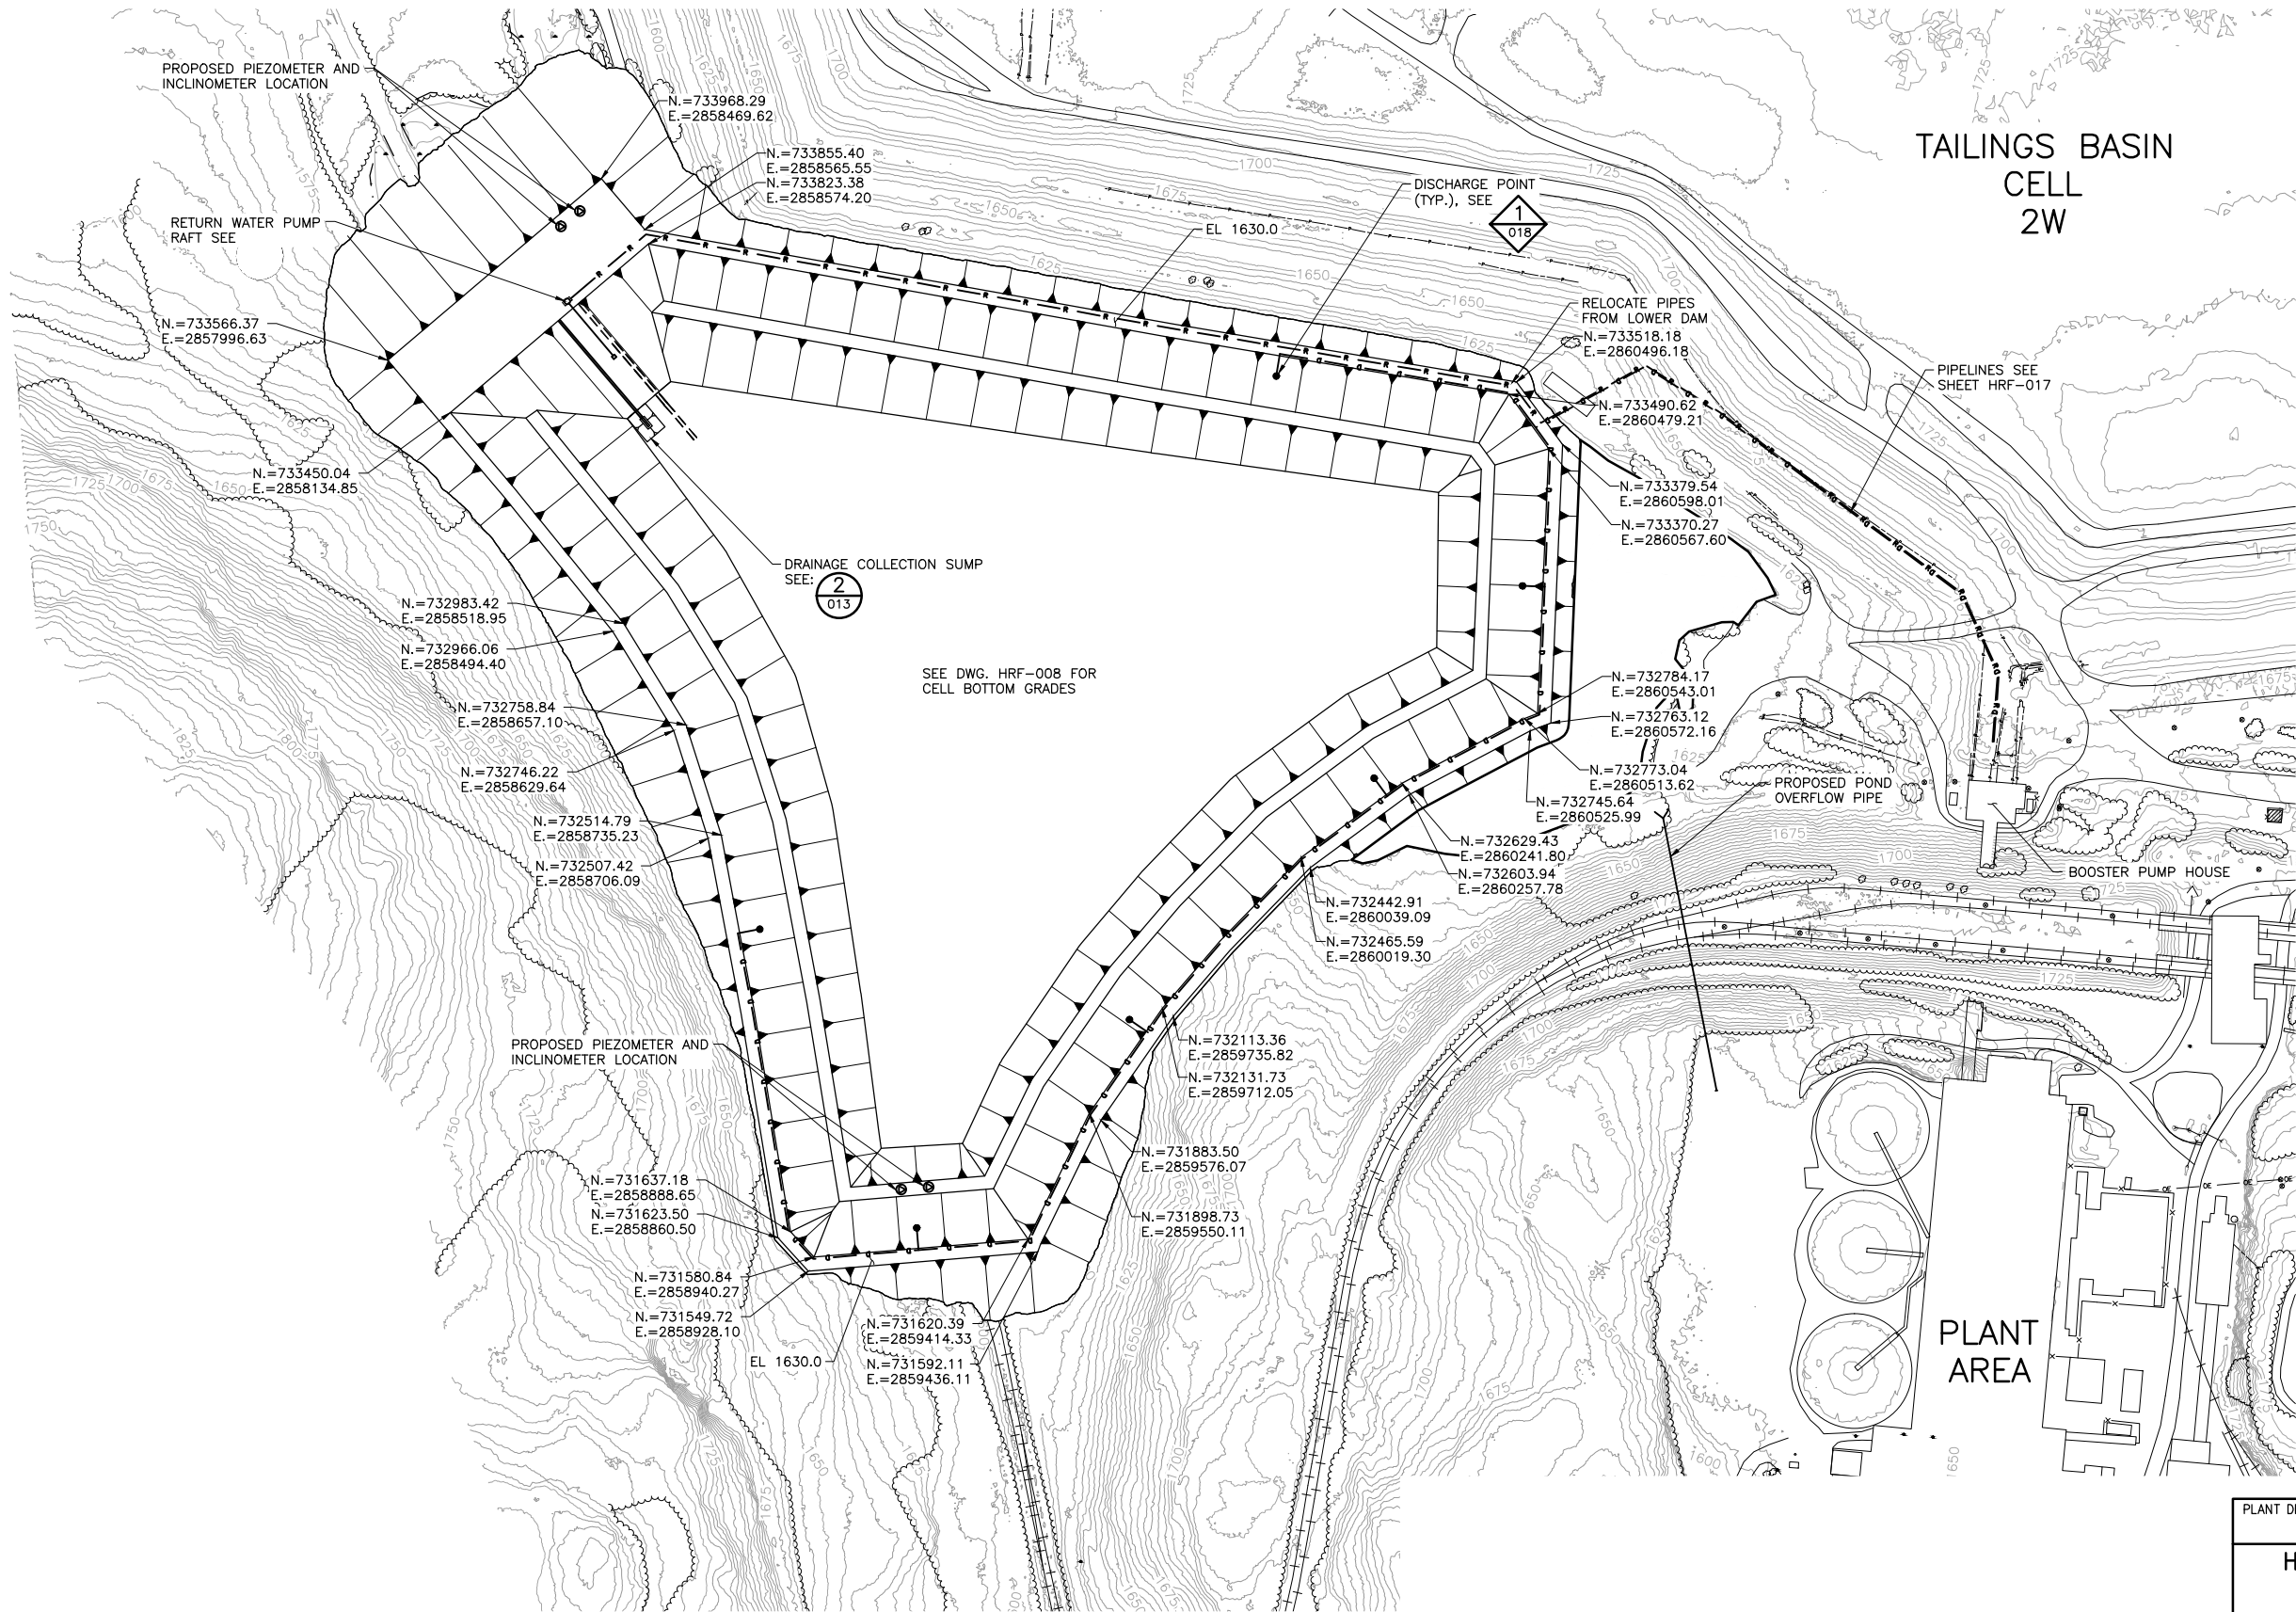 PROPOSED PIEZOMETER AND
INCLINOMETER LOCATION
N.=733968.29
E.=2858469.62
N.=733855.40
E.=2858565.55
N.=733823.38
E.=2858574.20
RETURN WATER PUMP
RAFT SEE
DISCHARGE POINT
(TYP.), SEE
1
018
EL 1630.0
TAILINGS BASIN
CELL
2W
N.=733566.37
E.=2857996.63
RELOCATE PIPES
FROM LOWER DAM
N.=733518.18
E.=2860496.18
PIPELINES SEE
SHEET HRF-017
N.=733490.62
E.=2860479.21
N.=733450.04
E.=2858134.85
N.=733379.54
E.=2860598.01
N.=733370.27
E.=2860567.60
DRAINAGE COLLECTION SUMP
SEE:
2
013
N.=732983.42
E.=2858518.95
N.=732966.06
E.=2858494.40
SEE DWG. HRF-008 FOR
CELL BOTTOM GRADES
N.=732784.17
E.=2860543.01
N.=732763.12
E.=2860572.16
N.=732758.84
E.=2858657.10
N.=732746.22
E.=2858629.64
N.=732773.04
E.=2860513.62
N.=732745.64
E.=2860525.99
PROPOSED POND
OVERFLOW PIPE
N.=732514.79
E.=2858735.23
N.=732507.42
E.=2858706.09
N.=732629.43
E.=2860241.80
N.=732603.94
E.=2860257.78
BOOSTER PUMP HOUSE
N.=732442.91
E.=2860039.09
N.=732465.59
E.=2860019.30
PROPOSED PIEZOMETER AND
INCLINOMETER LOCATION
N.=732113.36
E.=2859735.82
N.=732131.73
E.=2859712.05
N.=731883.50
E.=2859576.07
N.=731898.73
E.=2859550.11
N.=731637.18
E.=2858888.65
N.=731623.50
E.=2858860.50
N.=731580.84
E.=2858940.27
N.=731549.72
E.=2858928.10
EL 1630.0
N.=731620.39
E.=2859414.33
N.=731592.11
E.=2859436.11
PLANT
AREA
PLANT
H